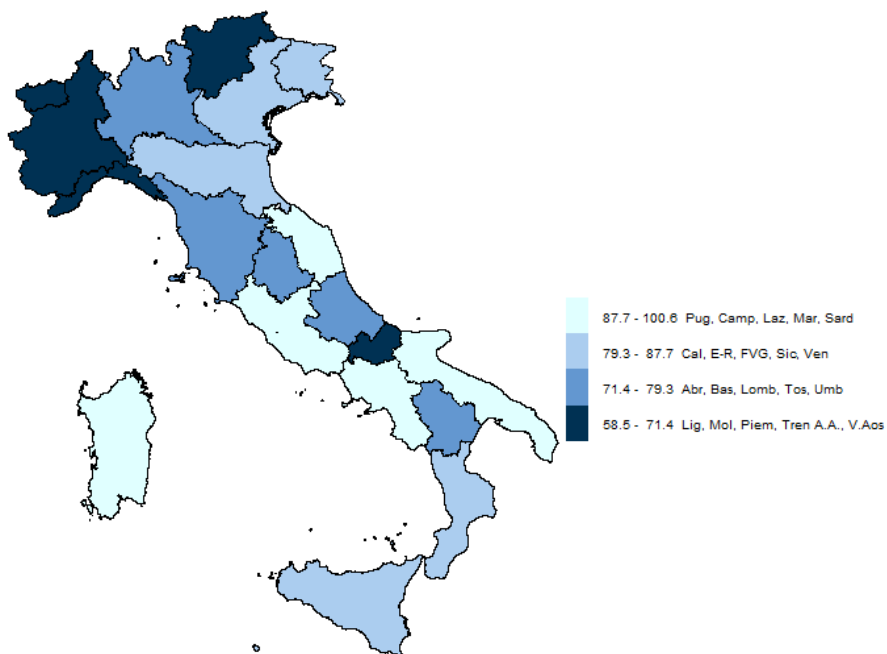 87.7 - 100.6 Pug, Camp, Laz, Mar, Sard
79.3 - 87.7 Cal, E-R, FVG, Sic, Ven
71.4 - 79.3 Abr, Bas, Lomb, Tos, Umb
58.5 - 71.4 Lig, Mol, Piem, Tren A.A., V.Aos